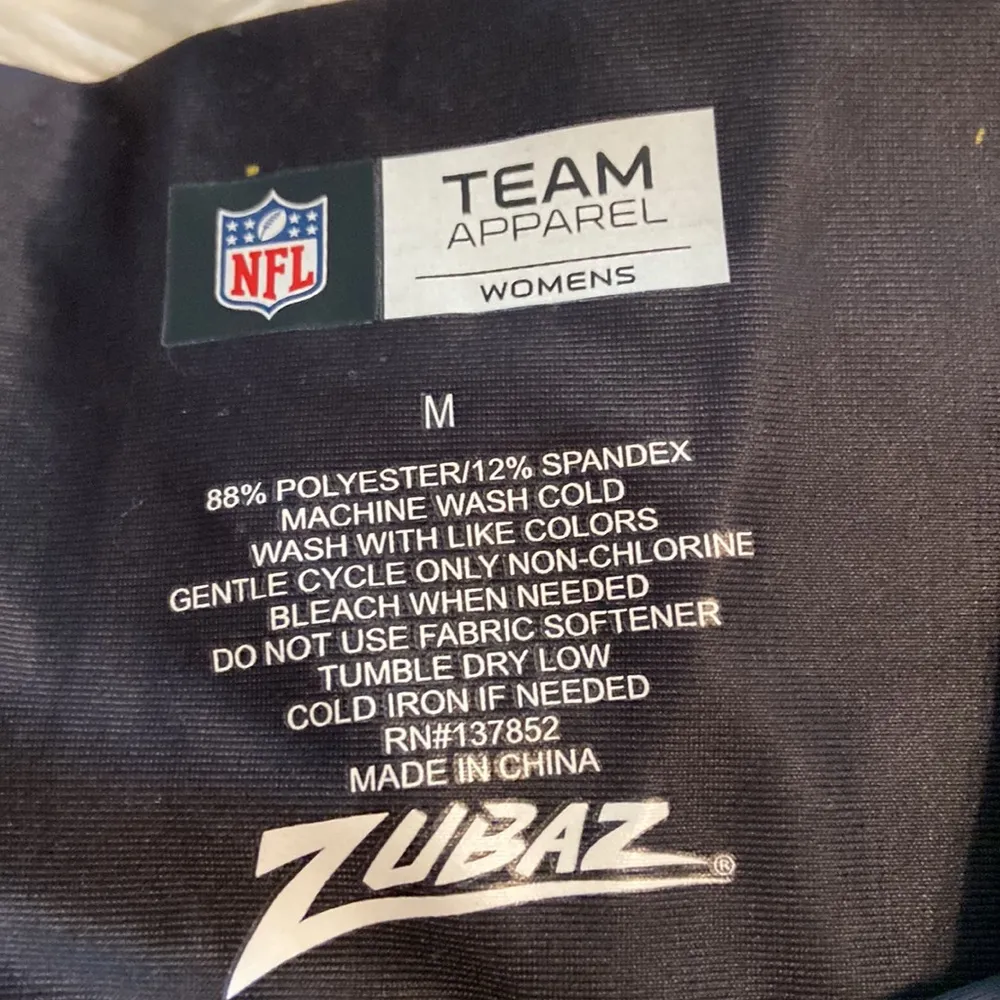 NFL
TEAM
APPAREL
WOMENS
M
88% POLYESTER/12% SPANDEX
MACHINE WASH COLD
WASH WITH LIKE COLORS
GENTLE CYCLE ONLY NON-CHLORINE
BLEACH WHEN NEEDED
DO NOT USE FABRIC SOFTENER
TUMBLE DRY LOW
COLD IRON IF NEEDED
RN#137852
MADE IN CHINA
ZUBAZ®